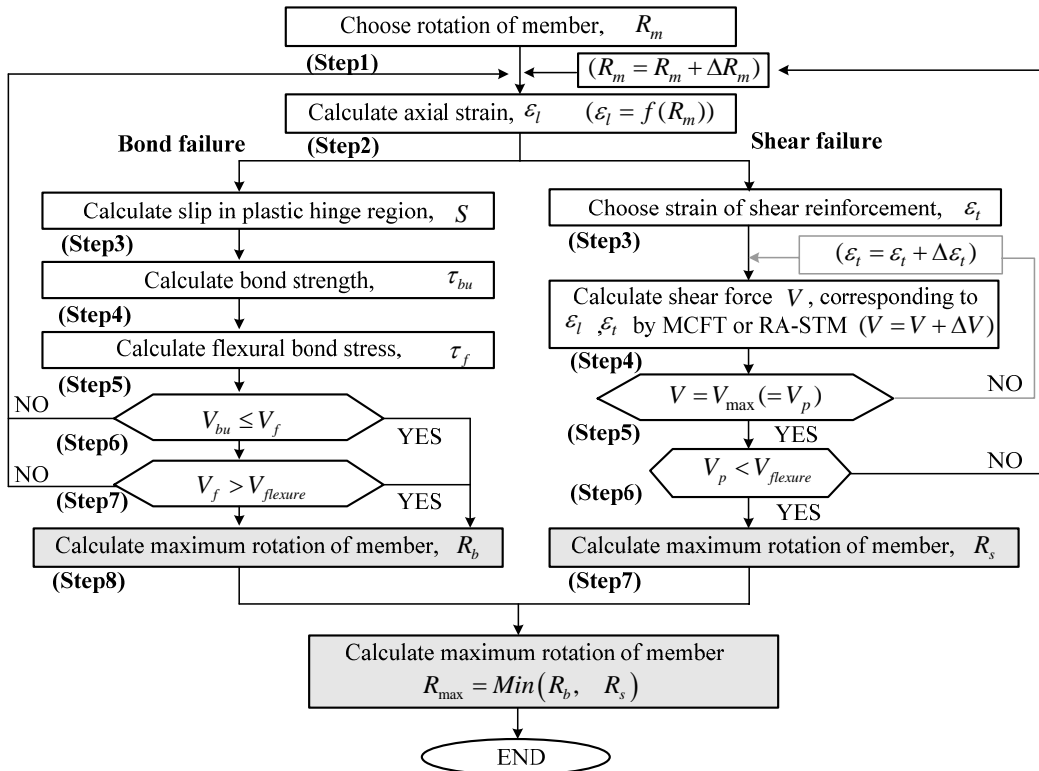 Choose rotation of member, R_m
(Step1)
(R_m = R_m + ΔR_m)
Calculate axial strain, ε_l (ε_l = f(R_m))
(Step2)
Bond failure
Shear failure
Calculate slip in plastic hinge region, S
(Step3)
Calculate bond strength, τ_bu
(Step4)
Calculate flexural bond stress, τ_f
(Step5)
NO
V_bu ≤ V_f
YES
(Step6)
NO
V_f > V_flexure
YES
(Step7)
Calculate maximum rotation of member, R_b
(Step8)
Choose strain of shear reinforcement, ε_t
(Step3)
(ε_t = ε_t + Δε_t)
Calculate shear force V, corresponding to
ε_l ,ε_t by MCFT or RA-STM (V = V + ΔV)
(Step4)
NO
V = V_max (= V_p)
(Step5)
YES
V_p < V_flexure
NO
(Step6)
YES
Calculate maximum rotation of member, R_s
(Step7)
Calculate maximum rotation of member
R_max = Min(R_b, R_s)
END